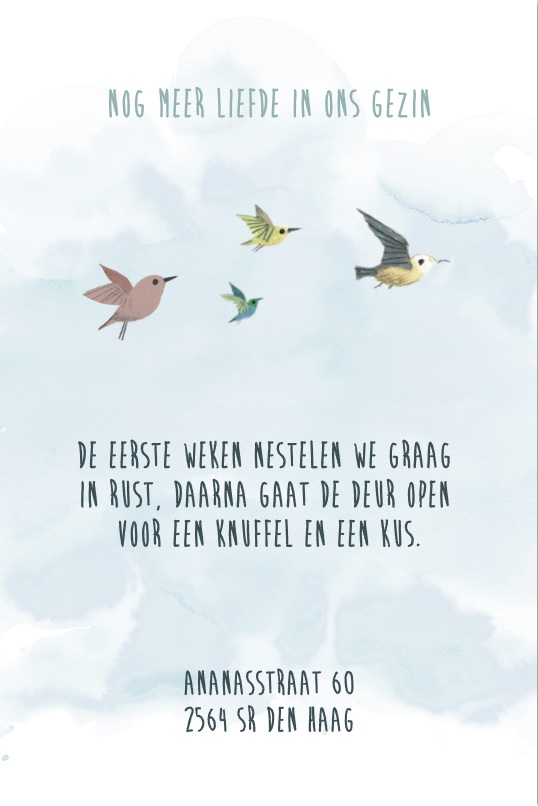 NOG MEER LIEFDE IN ONS GEZIN
DE EERSTE WEKEN NESTELEN WE GRAAG
IN RUST, DAARNA GAAT DE DEUR OPEN
VOOR EEN KNUFFEL EN EEN KUS.
ANANASSTRAAT 60
2564 SR DEN HAAG